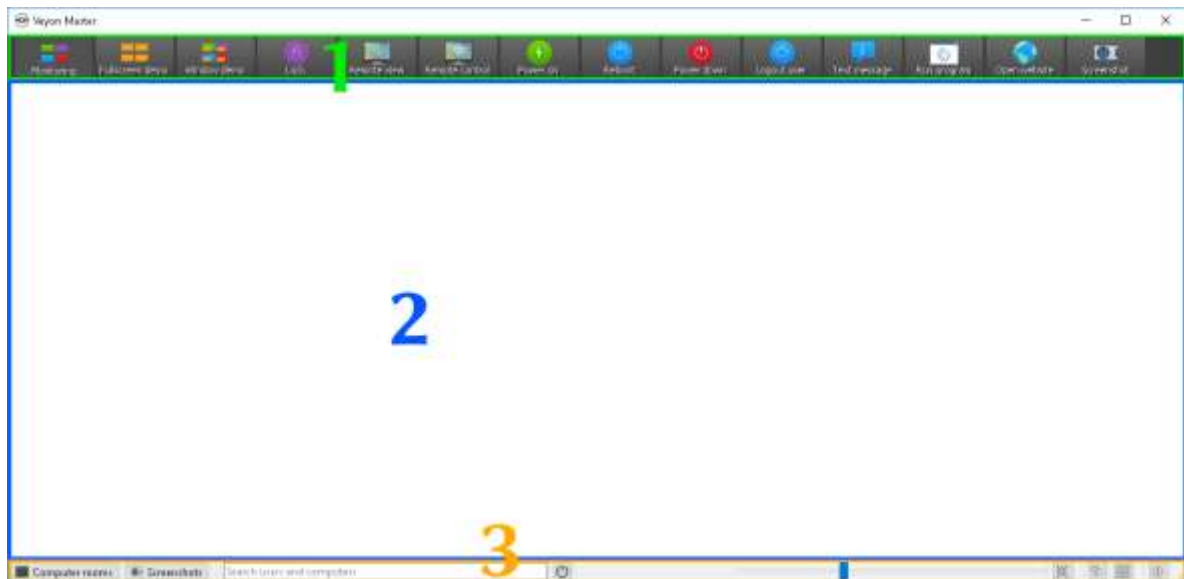 Veyon Master
Monitoring Fullscreen demo Window demo Lock Remote view Remote control Power on Reboot Power down Logout user Text message Run program Open website Screenshot
1
2
3
Computer rooms Screenshots Search users and computers